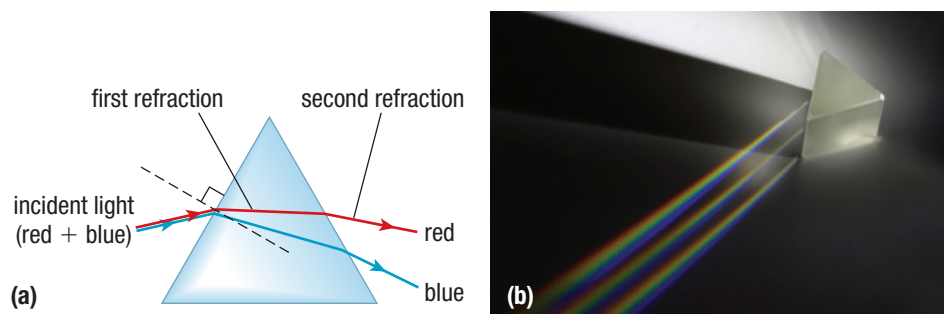 first refraction
second refraction
incident light
(red + blue)
red
blue
(a)
(b)